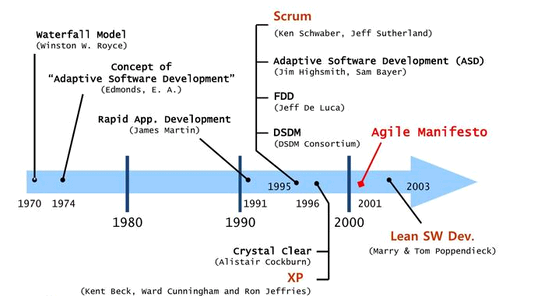 Scrum
(Ken Schwaber, Jeff Sutherland)
Waterfall Model
(Winston W. Royce)
Adaptive Software Development (ASD)
(Jim Highsmith, Sam Bayer)
Concept of
“Adaptive Software Development”
(Edmonds, E. A.)
FDD
(Jeff De Luca)
Rapid App. Development
(James Martin)
DSDM
(DSDM Consortium)
Agile Manifesto
1995
2003
1970
1974
1991
1996
2001
1980
1990
2000
Lean SW Dev.
(Marry & Tom Poppendieck)
Crystal Clear
(Alistair Cockburn)
XP
(Kent Beck, Ward Cunningham and Ron Jeffries)